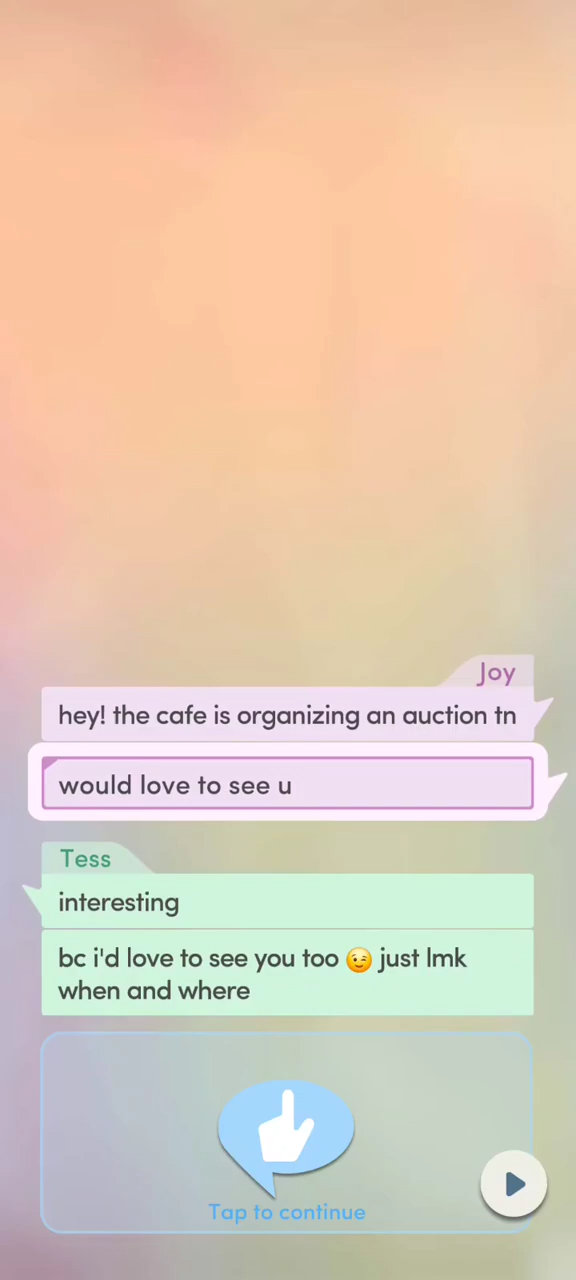 Joy
hey! the cafe is organizing an auction tn
would love to see u
Tess
interesting
bc i'd love to see you too 😉 just lmk
when and where
Tap to continue